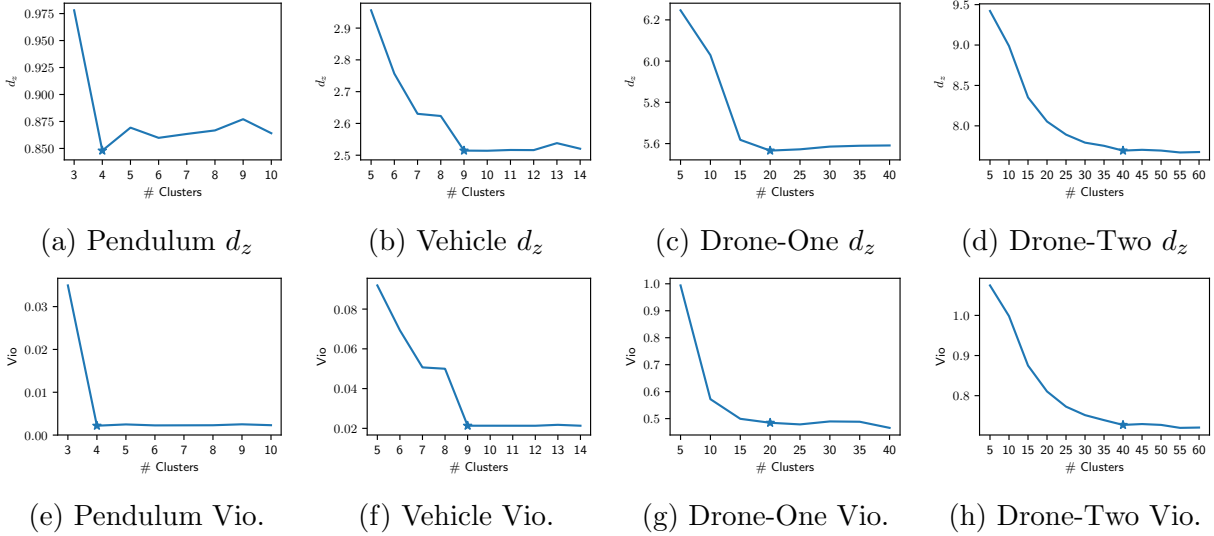 0.975
0.950
0.925
0.900
0.875
0.850
d_z
3 4 5 6 7 8 9 10
# Clusters
(a) Pendulum d_z
2.9
2.8
2.7
2.6
2.5
d_z
5 6 7 8 9 10 11 12 13 14
# Clusters
(b) Vehicle d_z
6.2
6.0
5.8
5.6
d_z
5 10 15 20 25 30 35 40
# Clusters
(c) Drone-One d_z
9.5
9.0
8.5
8.0
d_z
5 10 15 20 25 30 35 40 45 50 55 60
# Clusters
(d) Drone-Two d_z
0.03
0.02
0.01
0.00
Vio
3 4 5 6 7 8 9 10
# Clusters
(e) Pendulum Vio.
0.08
0.06
0.04
0.02
Vio
5 6 7 8 9 10 11 12 13 14
# Clusters
(f) Vehicle Vio.
1.0
0.9
0.8
0.7
0.6
0.5
Vio
5 10 15 20 25 30 35 40
# Clusters
(g) Drone-One Vio.
1.0
0.9
0.8
Vio
5 10 15 20 25 30 35 40 45 50 55 60
# Clusters
(h) Drone-Two Vio.